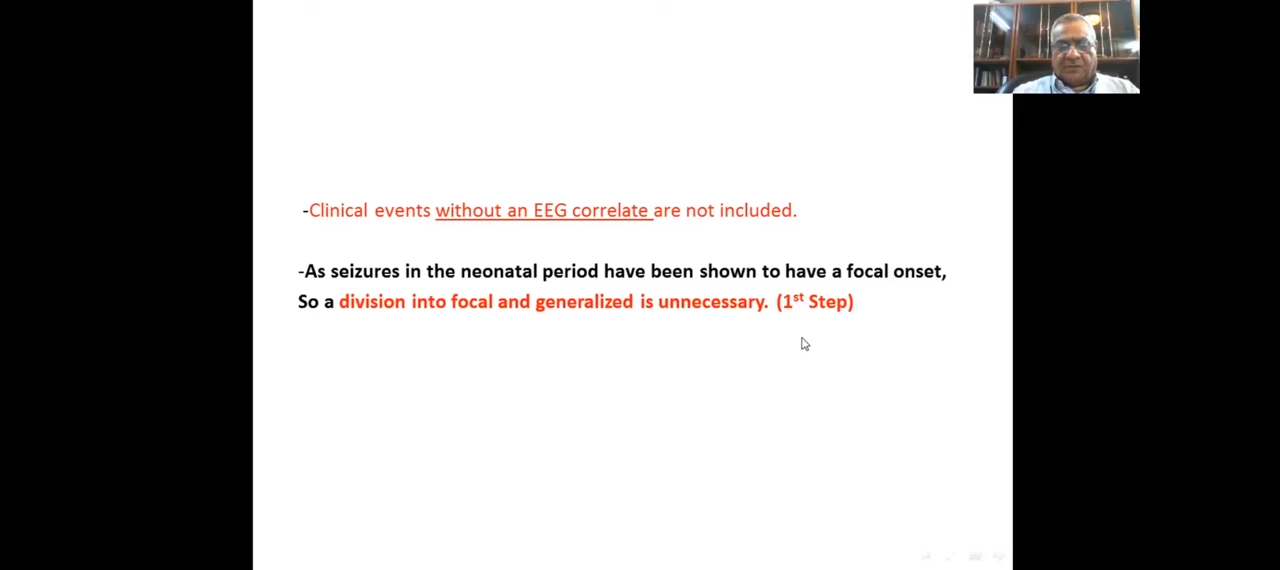 -Clinical events without an EEG correlate are not included.
-As seizures in the neonatal period have been shown to have a focal onset,
So a division into focal and generalized is unnecessary. (1st Step)